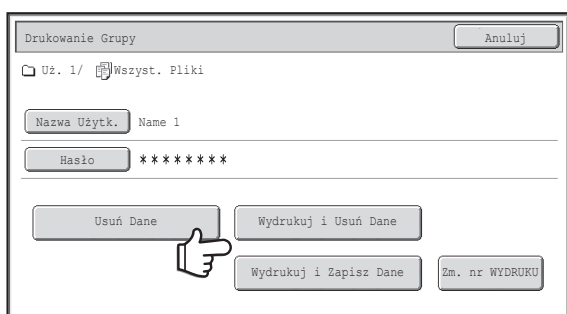 Drukowanie Grupy Anuluj
Uż. 1/ Wszyst. Pliki
Nazwa Użytk. Name 1
Hasło ********
Usuń Dane Wydrukuj i Usuń Dane
Wydrukuj i Zapisz Dane Zm. nr WYDRUKU